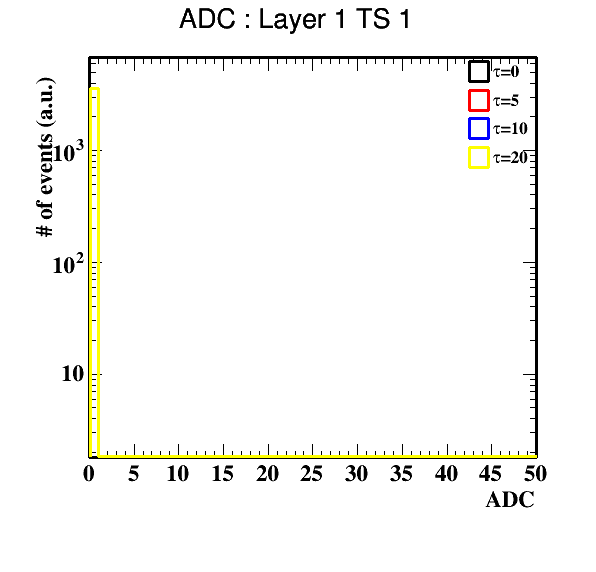 ADC : Layer 1 TS 1
# of events (a.u.)
τ=0
τ=5
τ=10
τ=20
10³
10²
10
0 5 10 15 20 25 30 35 40 45 50
ADC